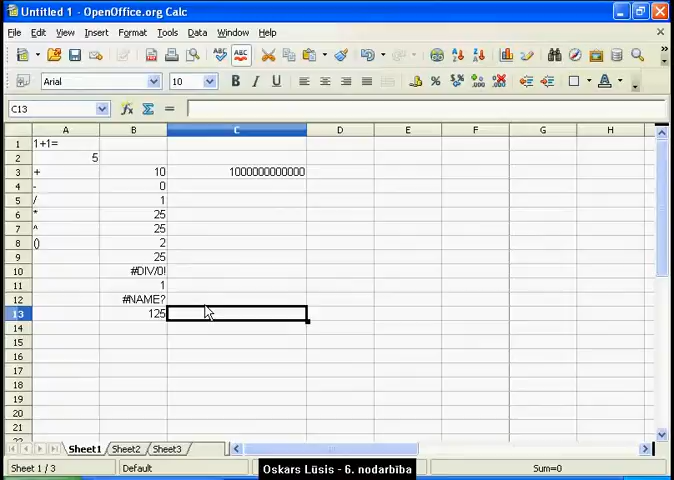 Untitled 1 - OpenOffice.org Calc
File Edit View Insert Format Tools Data Window Help
Arial 10 B I U
C13 fx Σ =
A B C D E F G H
1 1+1=
2 5
3 + 10 1000000000000
4 - 0
5 / 1
6 * 25
7 ^ 25
8 () 2
9 25
10 #DIV/0!
11 1
12 #NAME?
13 125
14
15
16
17
18
19
20
21
Sheet1 Sheet2 Sheet3
Sheet 1 / 3 Default Sum=0
Oskars Lūsis - 6. nodarbība